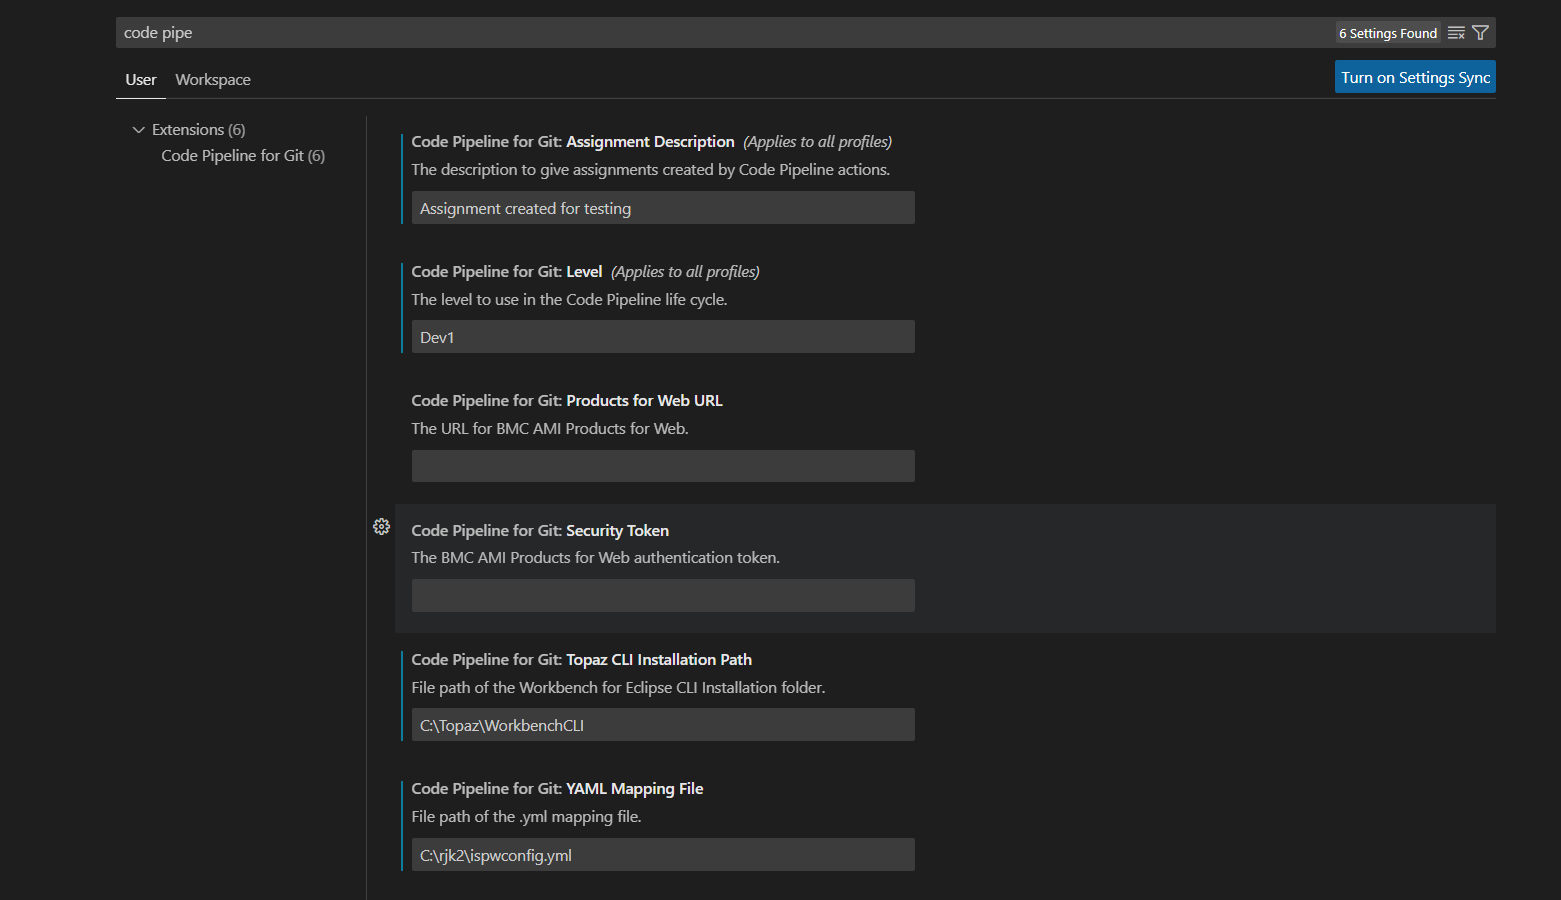 code pipe
6 Settings Found
User Workspace
Turn on Settings Sync
Extensions (6)
Code Pipeline for Git (6)
Code Pipeline for Git: Assignment Description (Applies to all profiles)
The description to give assignments created by Code Pipeline actions.
Assignment created for testing
Code Pipeline for Git: Level (Applies to all profiles)
The level to use in the Code Pipeline life cycle.
Dev1
Code Pipeline for Git: Products for Web URL
The URL for BMC AMI Products for Web.
Code Pipeline for Git: Security Token
The BMC AMI Products for Web authentication token.
Code Pipeline for Git: Topaz CLI Installation Path
File path of the Workbench for Eclipse CLI Installation folder.
C:\Topaz\WorkbenchCLI
Code Pipeline for Git: YAML Mapping File
File path of the .yml mapping file.
C:\rjk2\ispwconfig.yml